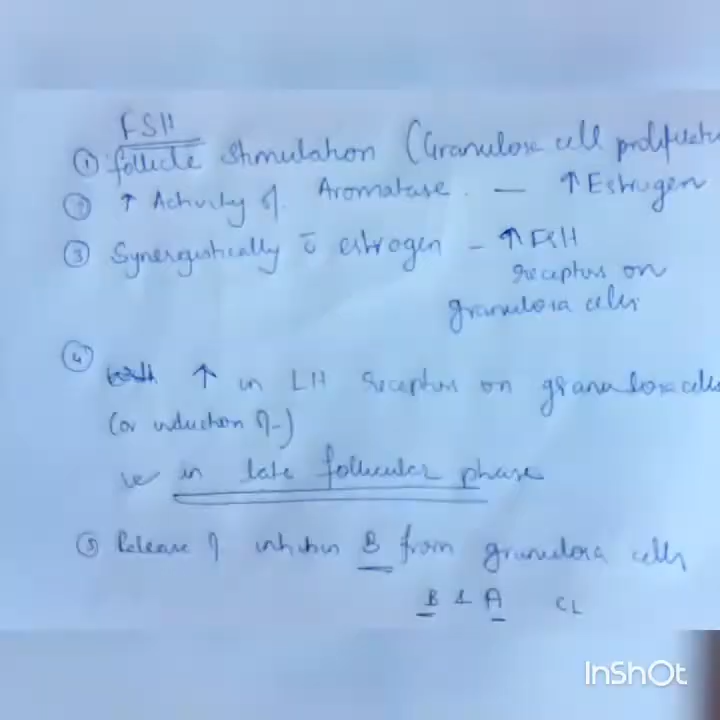 FSH
① follicle stimulation (Granulosa cell proliferatn
② ↑ Activity of Aromatase. — ↑ Estrogen
③ Synergistically c̄ estrogen - ↑ FSH
receptors on
granulosa cells
④ ↑ in LH receptors on granulosa cells
(or induction of-)
in late follicular phase
⑤ Release of inhibin B from granulosa cells
B & A CL
InShOt